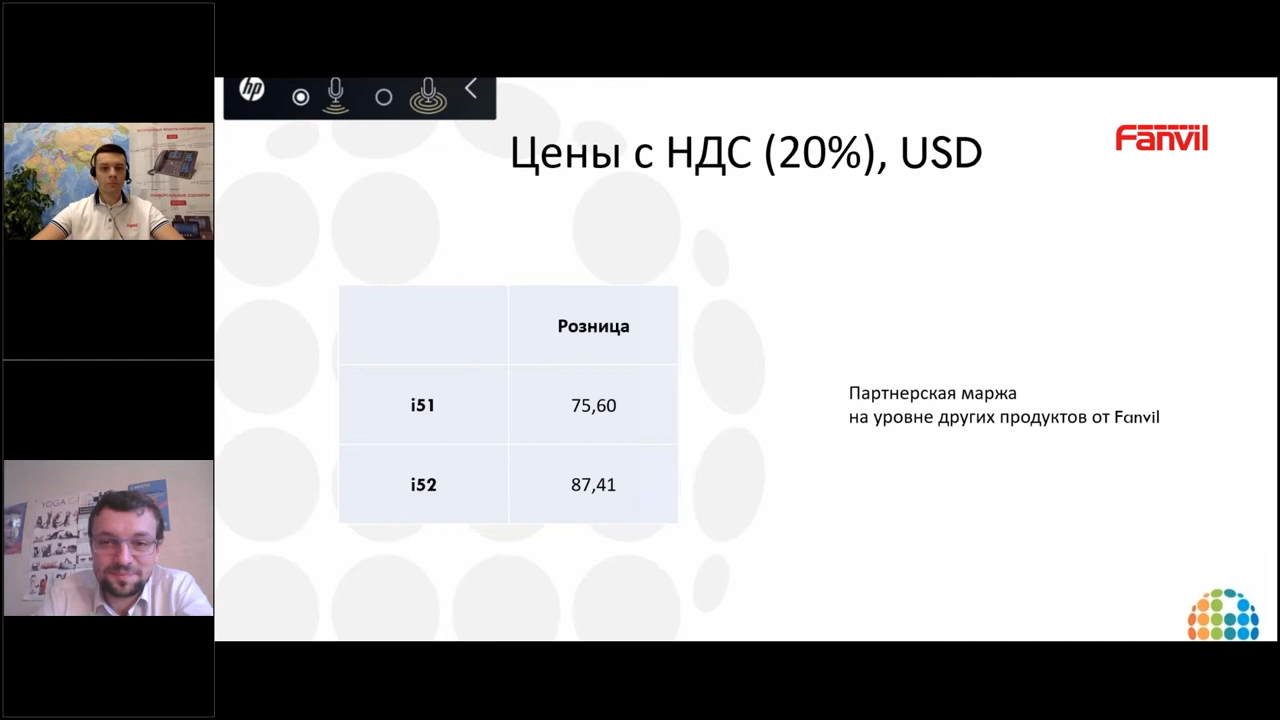 hp
Цены с НДС (20%), USD
Fanvil
Розница
i51
75,60
i52
87,41
Партнерская маржа
на уровне других продуктов от Fanvil
YOGA